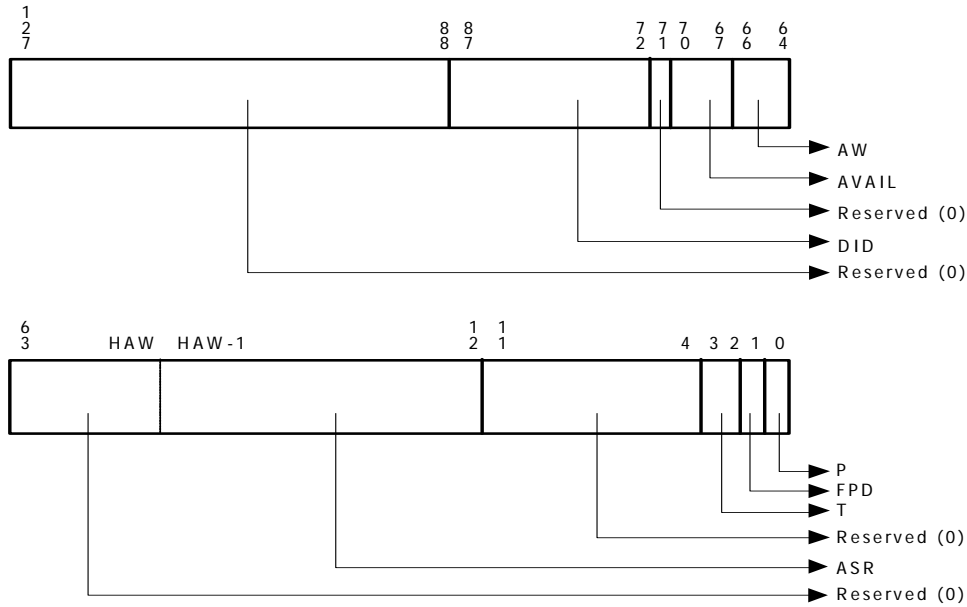 127 88 87 72 71 70 67 66 64
AW
AVAIL
Reserved (0)
DID
Reserved (0)
63 HAW HAW-1 12 11 4 3 2 1 0
P
FPD
T
Reserved (0)
ASR
Reserved (0)